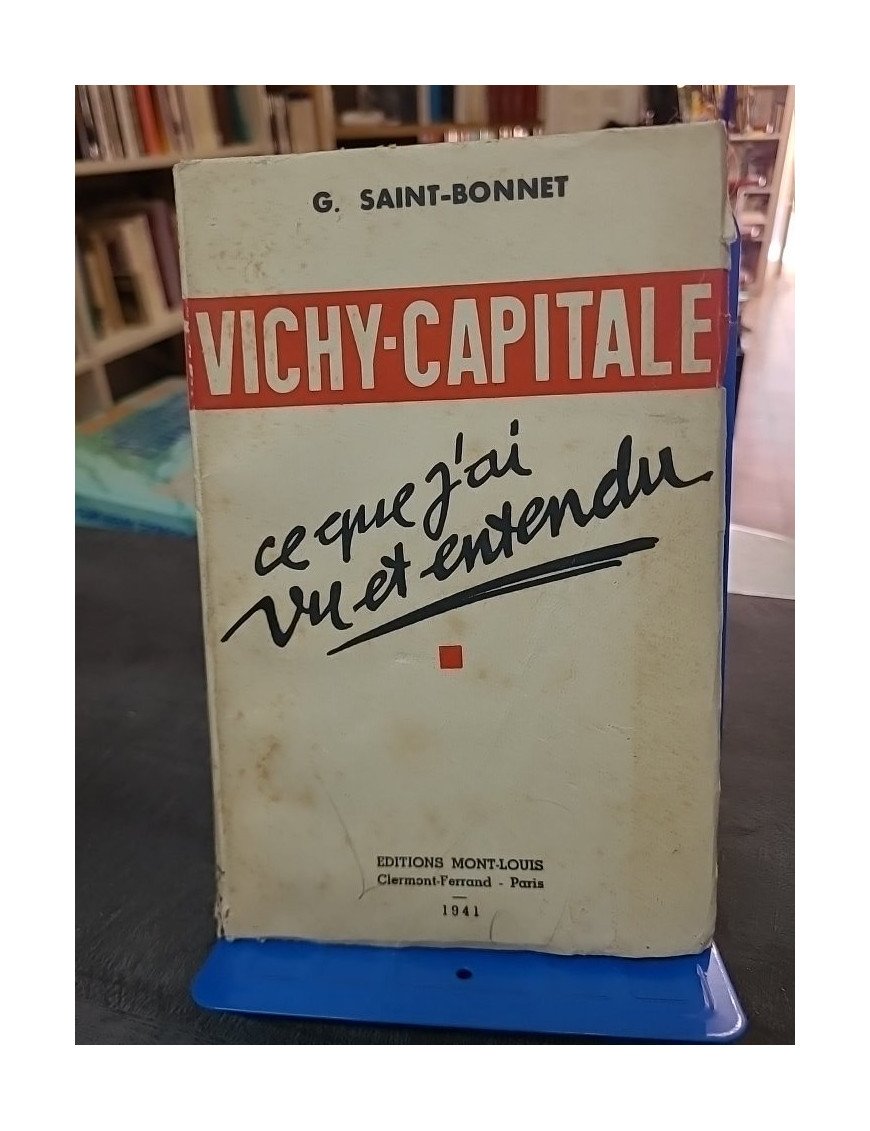 G. SAINT-BONNET
VICHY-CAPITALE
ce que j'ai
vu et entendu
EDITIONS MONT-LOUIS
Clermont-Ferrand - Paris
1941